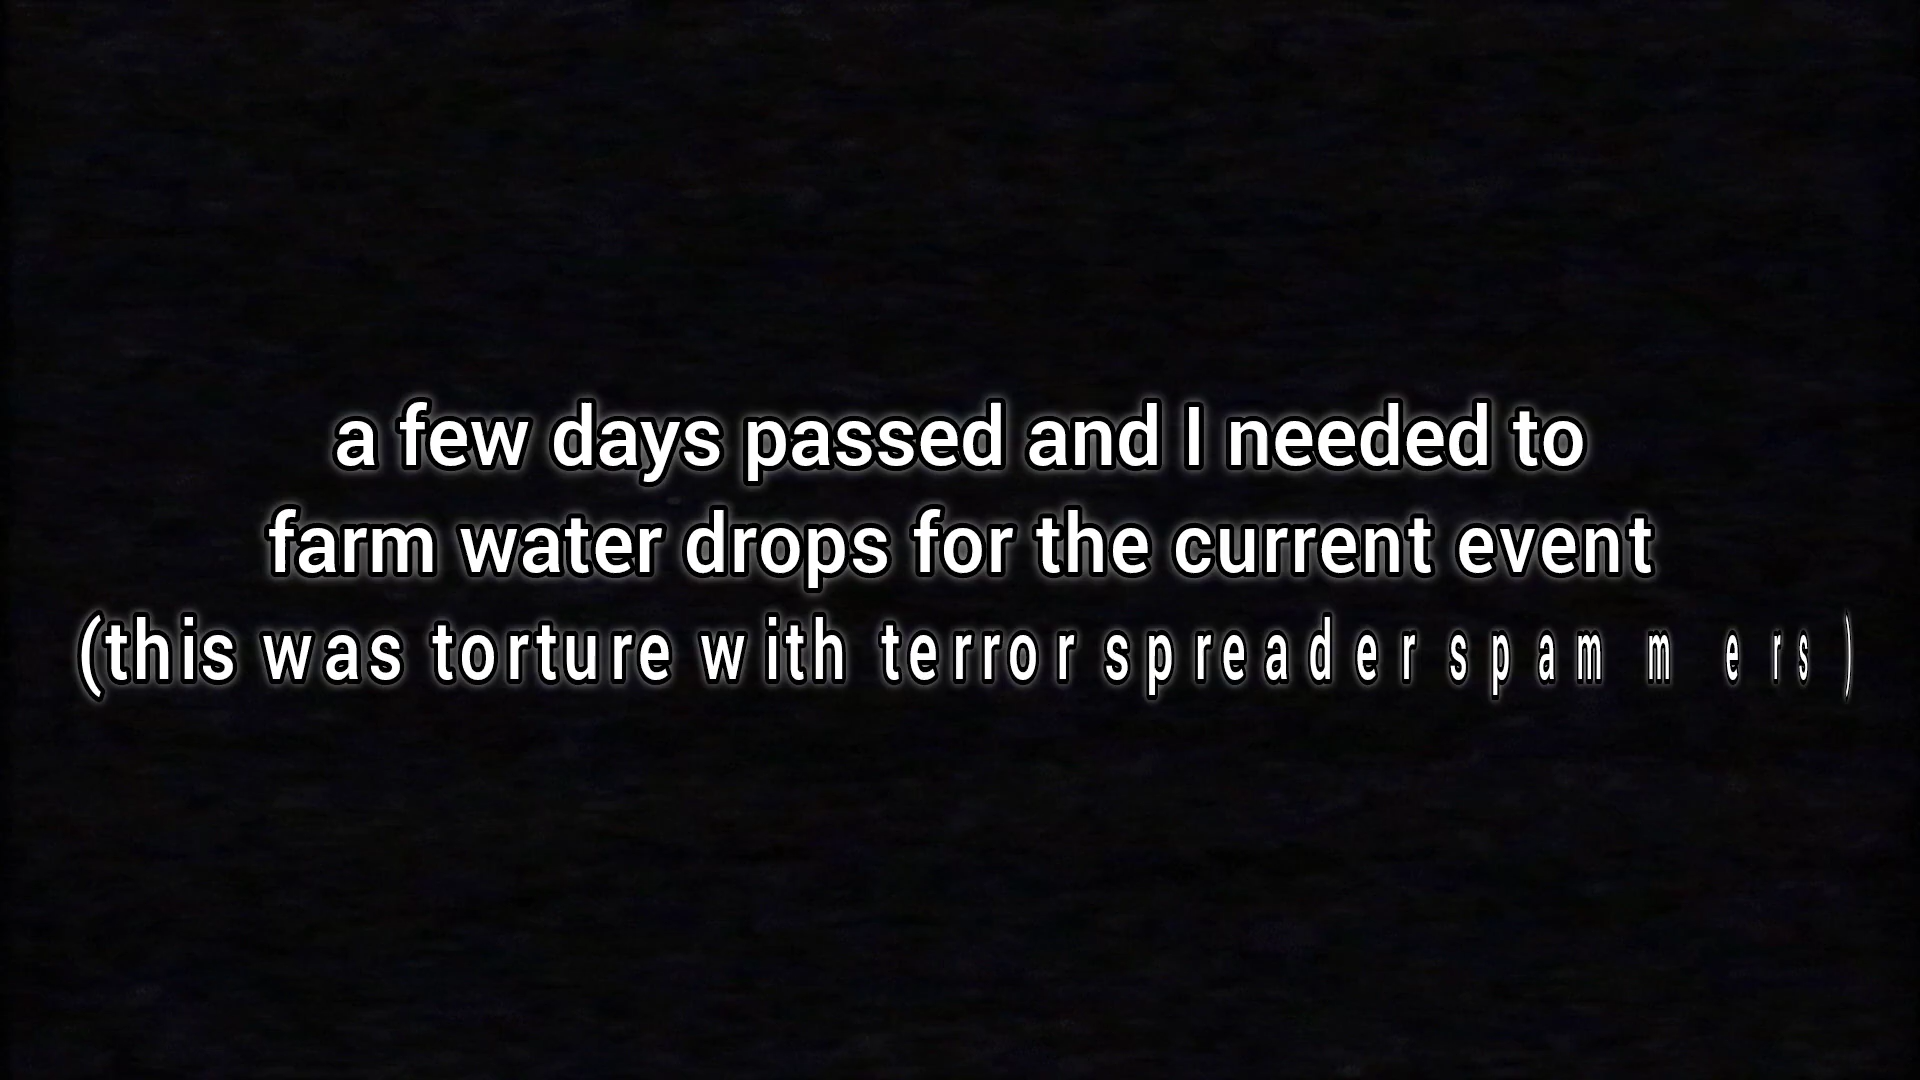 a few days passed and I needed to
farm water drops for the current event
(this was torture with terror spreader spammers)